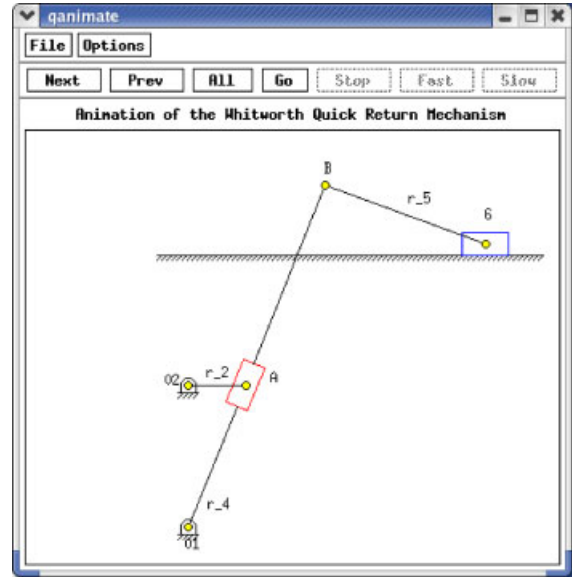 qanimate
File Options
Next Prev All Go Stop Fast Slow
Animation of the Whitworth Quick Return Mechanism
B
r_5
6
O2 r_2 A
r_4
O1